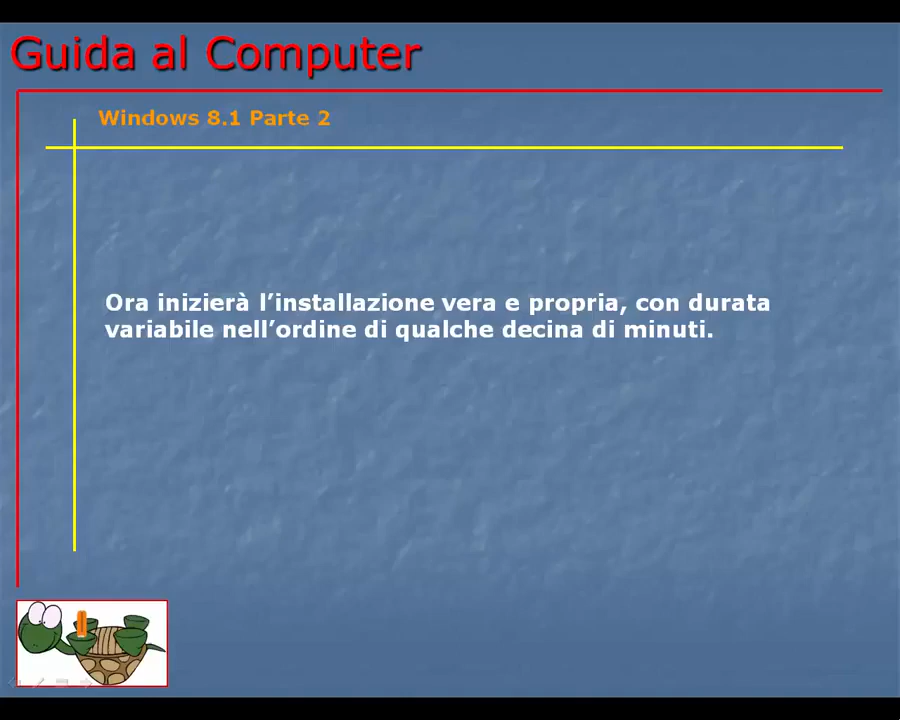 Guida al Computer
Windows 8.1 Parte 2
Ora inizierà l’installazione vera e propria, con durata
variabile nell’ordine di qualche decina di minuti.